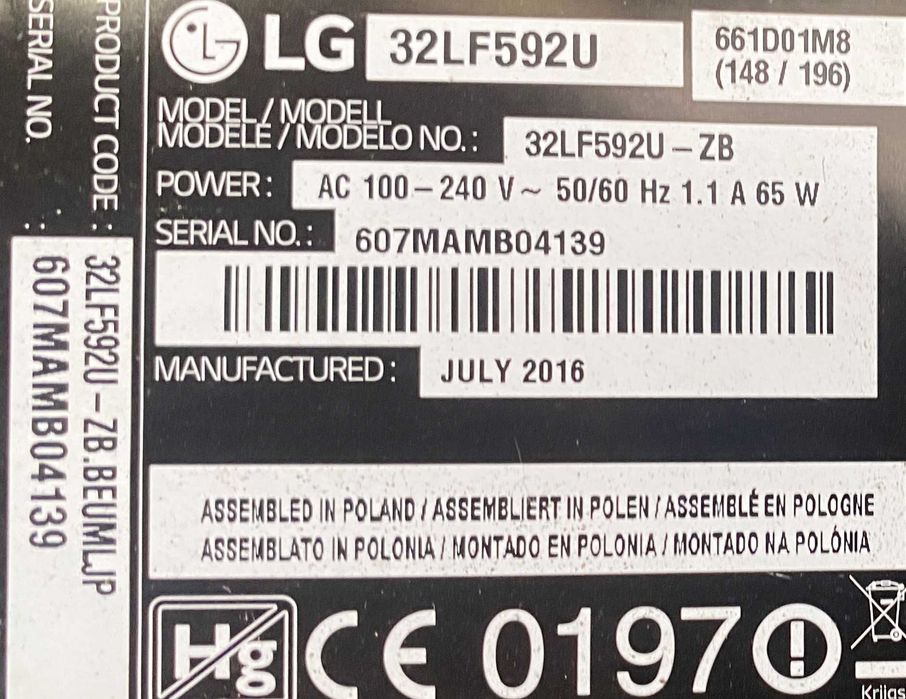 LG 32LF592U
661D01M8
(148 / 196)
MODEL / MODELL
MODÈLE / MODELO NO. : 32LF592U - ZB
POWER : AC 100 - 240 V ~ 50/60 Hz 1.1 A 65 W
SERIAL NO. : 607MAMB04139
MANUFACTURED : JULY 2016
ASSEMBLED IN POLAND / ASSEMBLIERT IN POLEN / ASSEMBLÉ EN POLOGNE
ASSEMBLATO IN POLONIA / MONTADO EN POLONIA / MONTADO NA POLÓNIA
Hg CE 0197
PRODUCT CODE : 32LF592U - ZB.BEUMLJP
SERIAL NO. : 607MAMB04139